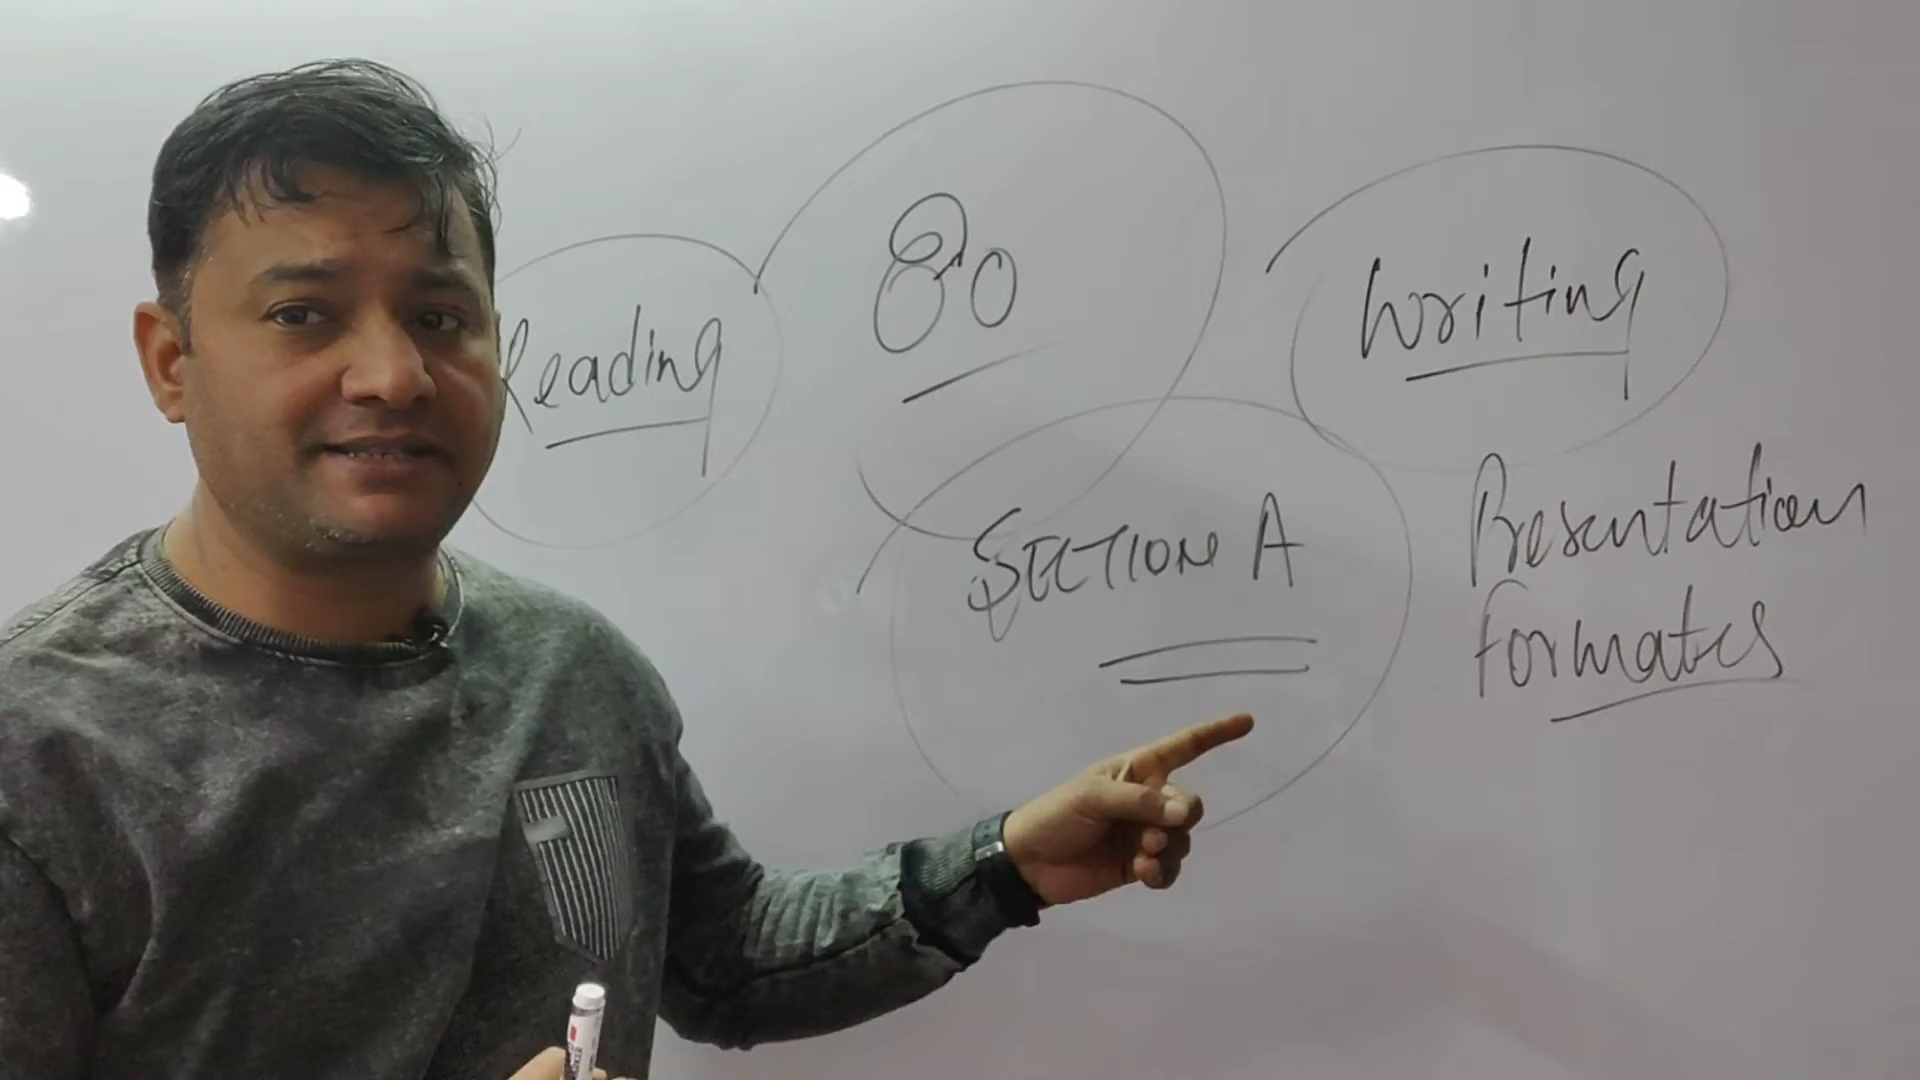 Reading
80
Writing
SECTION A
Presentation
formates